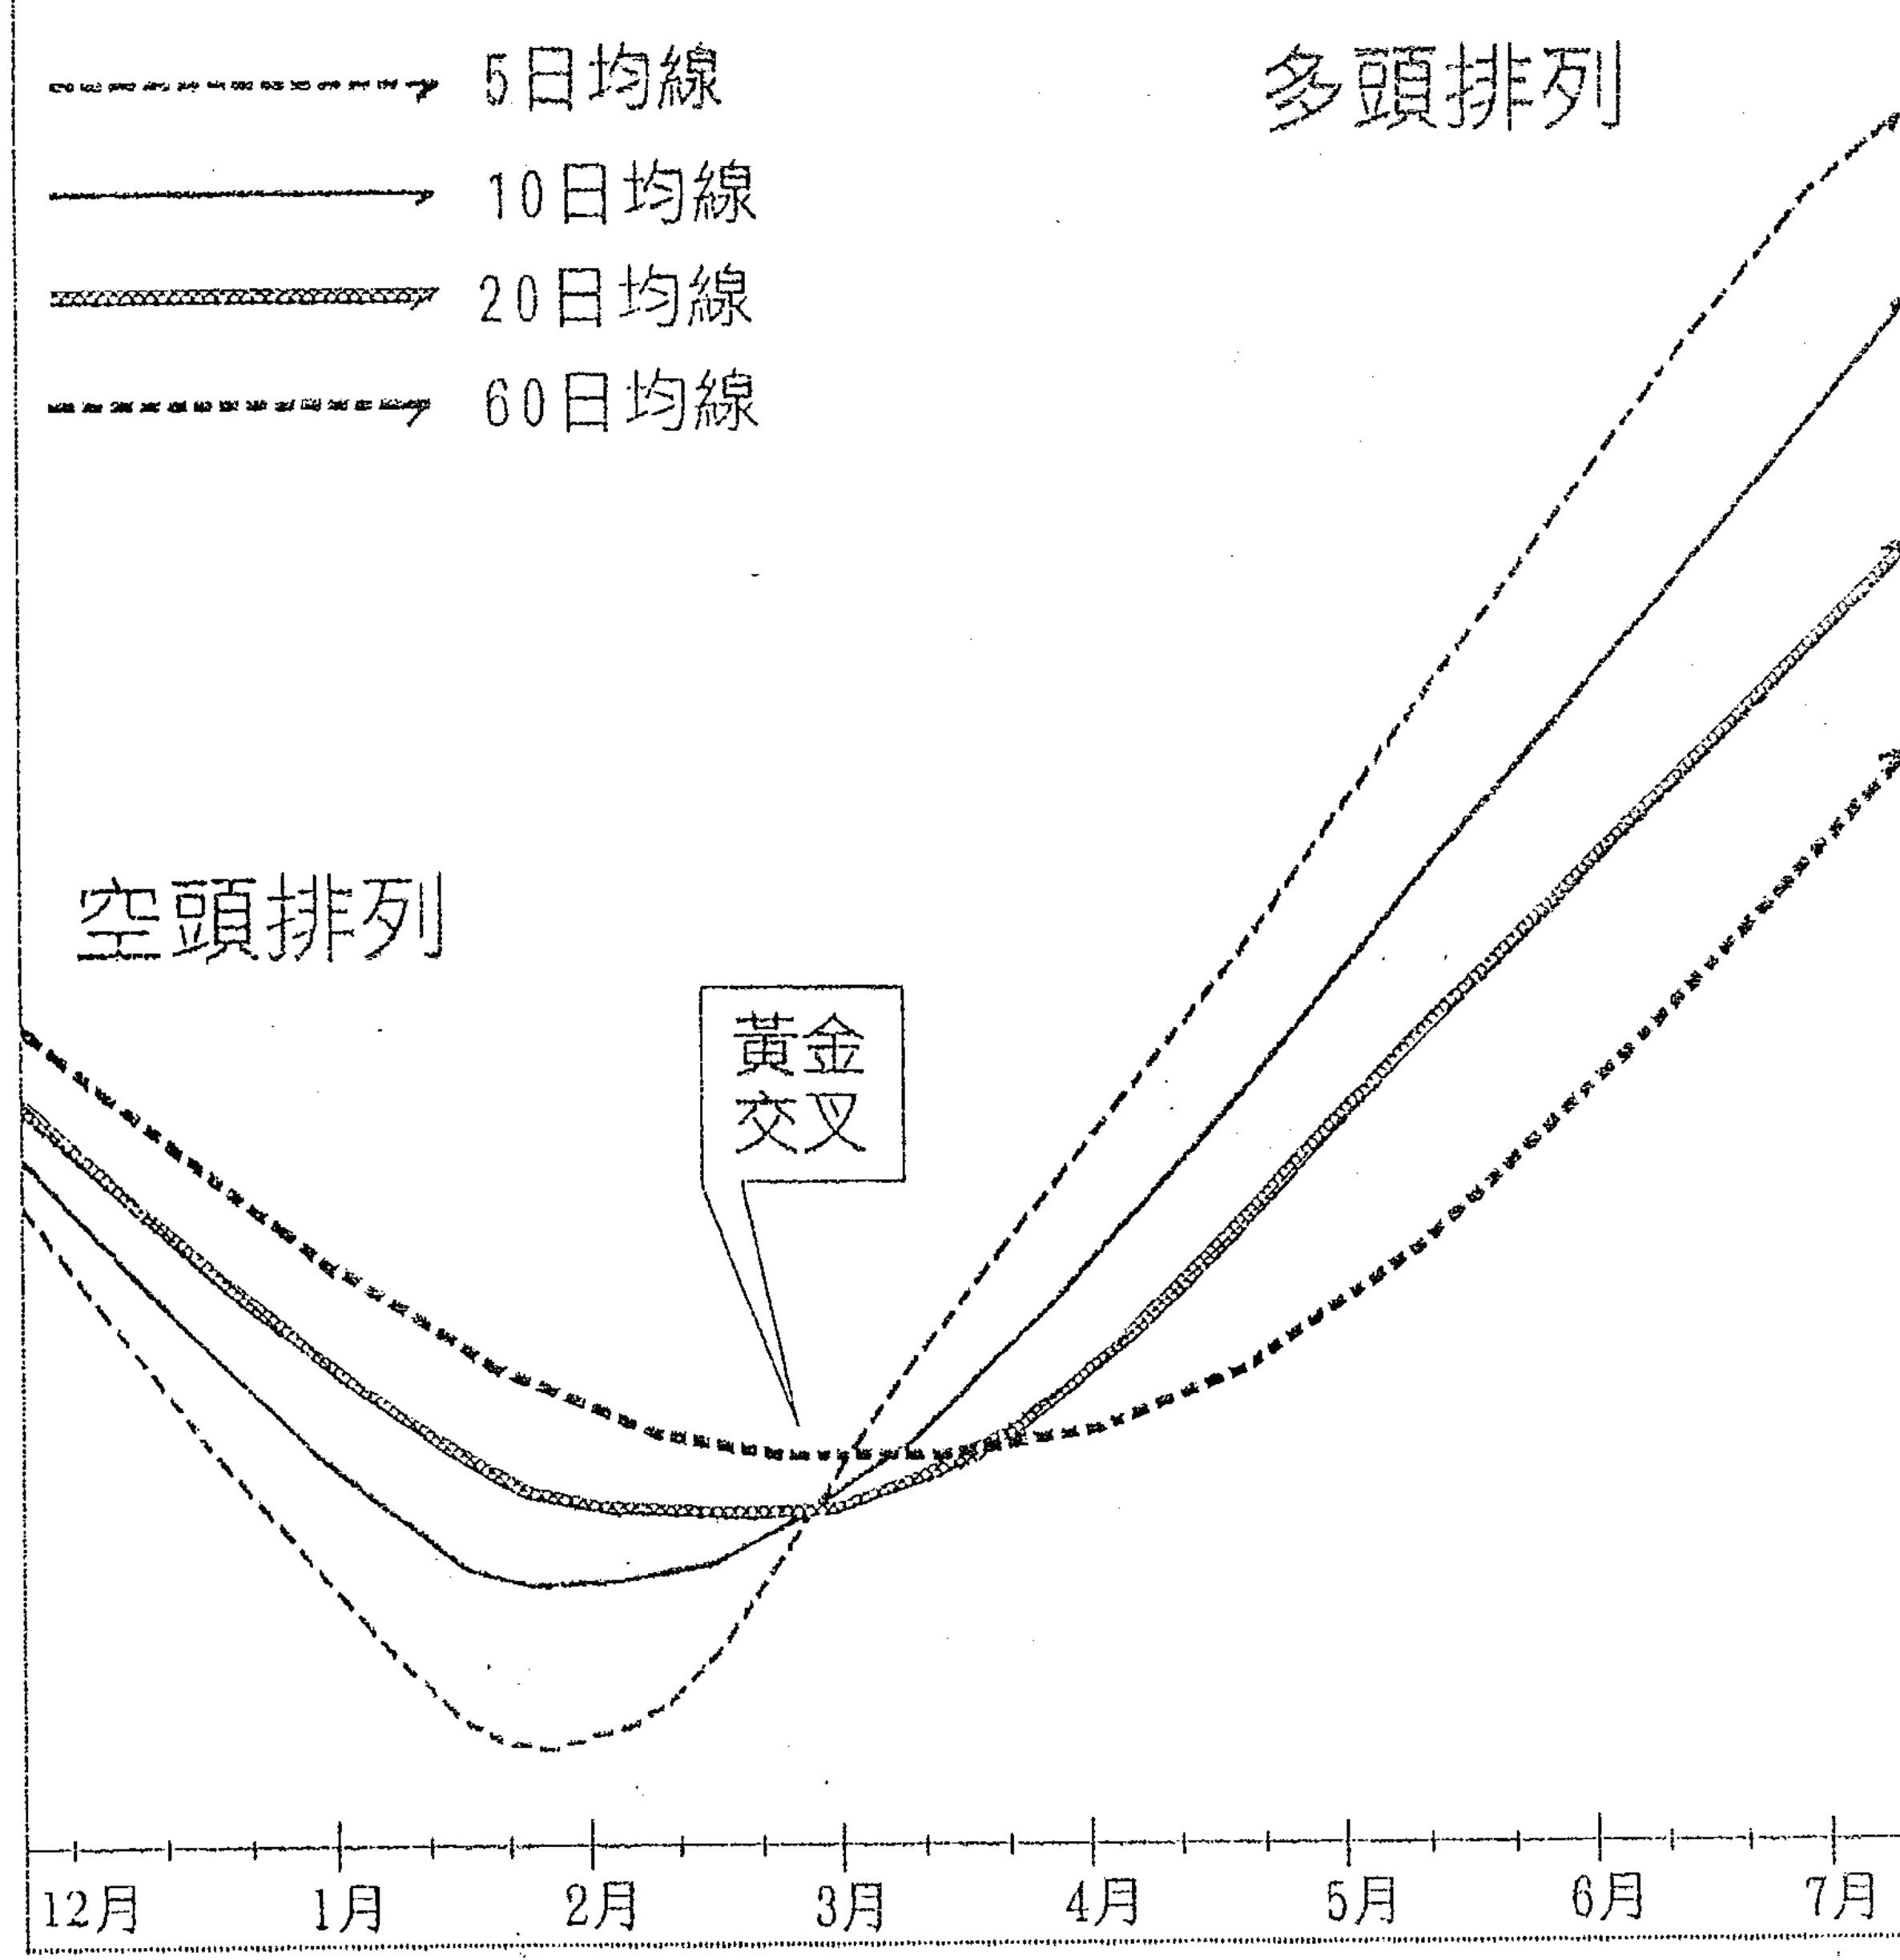 5日均線
多頭排列
10日均線
20日均線
60日均線
空頭排列
黃金
交叉
12月 1月 2月 3月 4月 5月 6月 7月